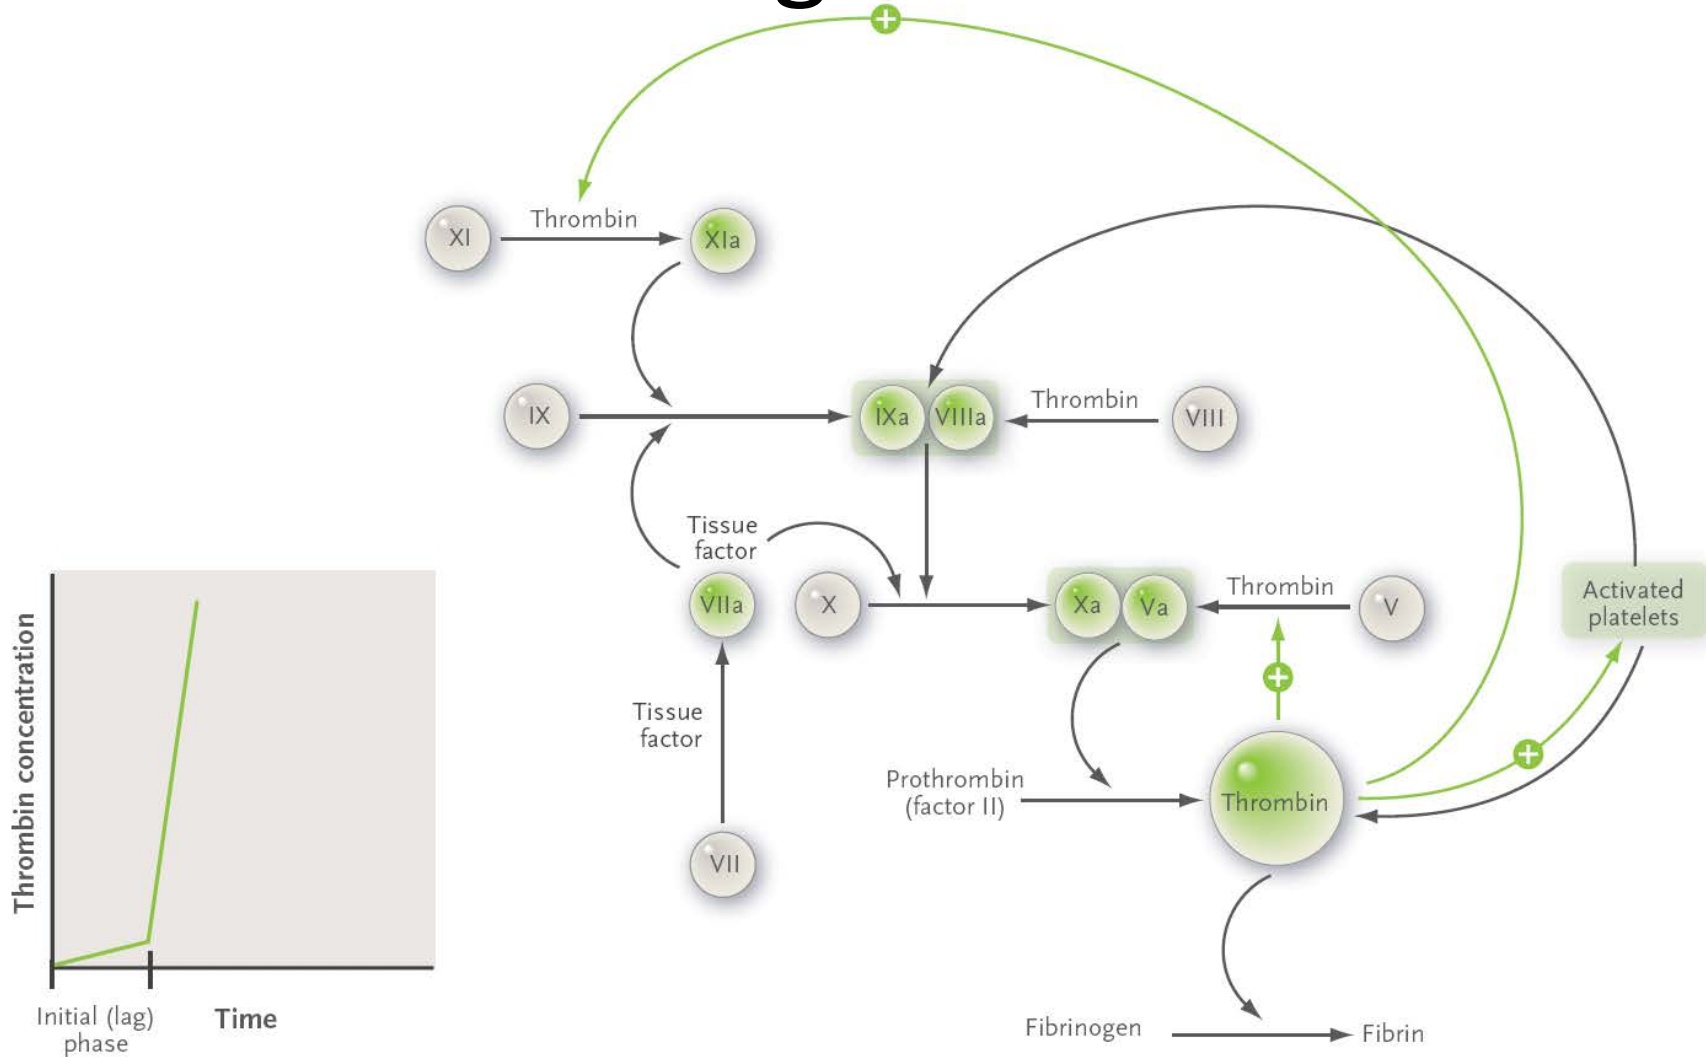 +
Thrombin
XI
XIa
IX
IXa
VIIIa
Thrombin
VIII
Tissue
factor
VIIa
X
Xa
Va
Thrombin
V
Activated
platelets
+
Tissue
factor
Prothrombin
(factor II)
Thrombin
+
VII
Fibrinogen
Fibrin
Thrombin concentration
Initial (lag)
phase
Time